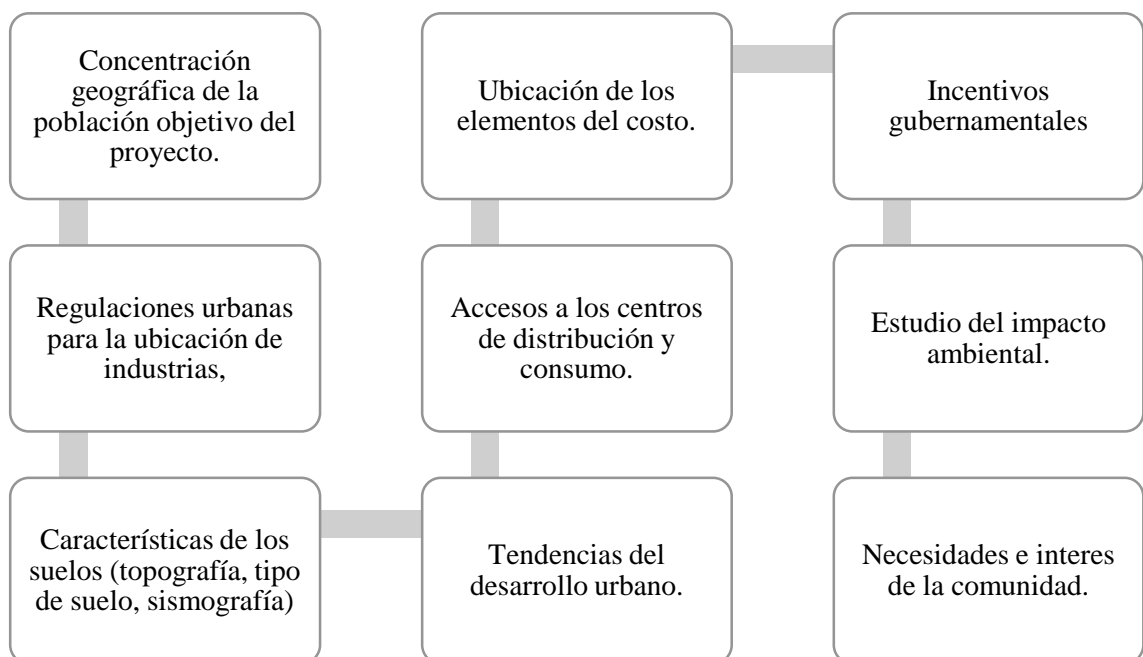 Concentración
geográfica de la
población objetivo del
proyecto.
Regulaciones urbanas
para la ubicación de
industrias,
Características de los
suelos (topografía, tipo
de suelo, sismografía)
Tendencias del
desarrollo urbano.
Accesos a los centros
de distribución y
consumo.
Ubicación de los
elementos del costo.
Incentivos
gubernamentales
Estudio del impacto
ambiental.
Necesidades e interes
de la comunidad.